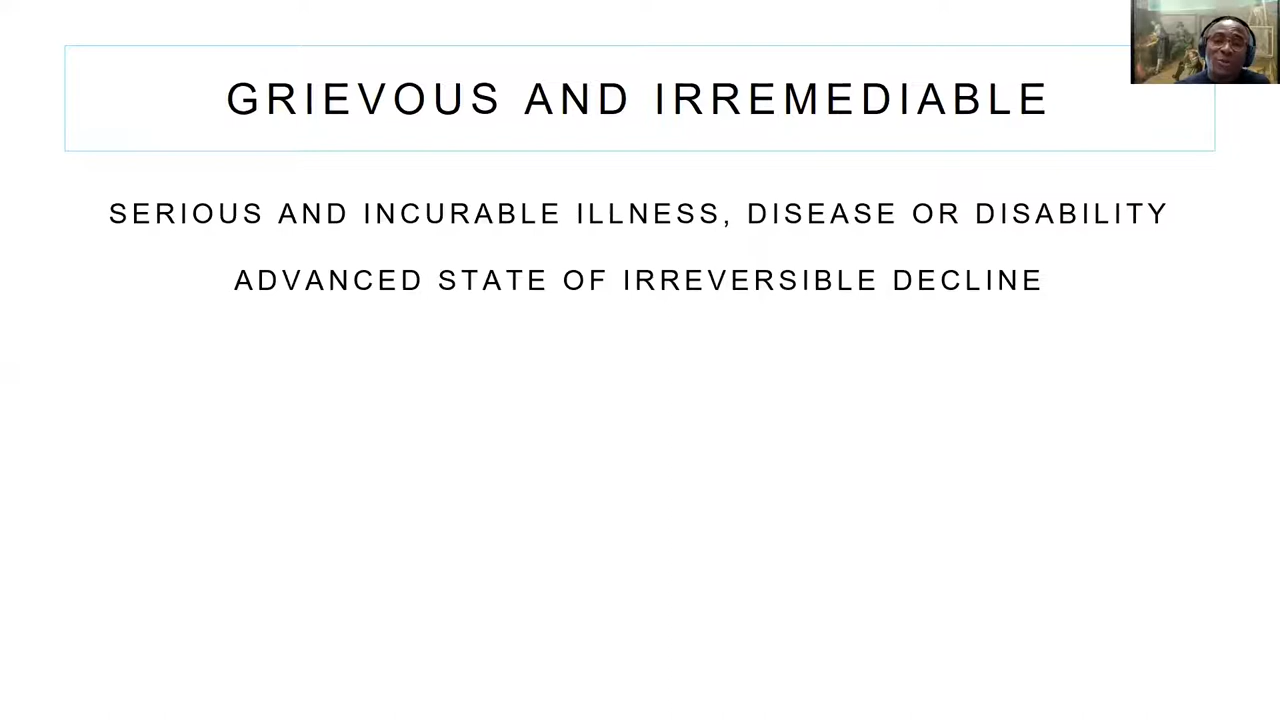 GRIEVOUS AND IRREMEDIABLE
SERIOUS AND INCURABLE ILLNESS, DISEASE OR DISABILITY
ADVANCED STATE OF IRREVERSIBLE DECLINE